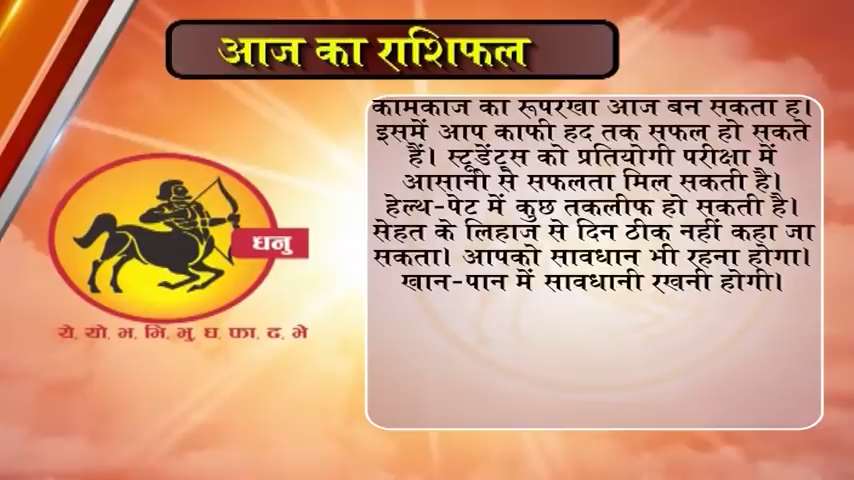 आज का राशिफल
कामकाज की रूपरेखा आज बन सकती है।
इसमें आप काफी हद तक सफल हो सकते
हैं। स्टूडेंट्स को प्रतियोगी परीक्षा में
आसानी से सफलता मिल सकती है।
हेल्थ-पेट में कुछ तकलीफ हो सकती है।
सेहत के लिहाज से दिन ठीक नहीं कहा जा
सकता। आपको सावधान भी रहना होगा।
खान-पान में सावधानी रखनी होगी।
धनु
ये, यो, भ, भि, भु, ध, फा, ढ, भे